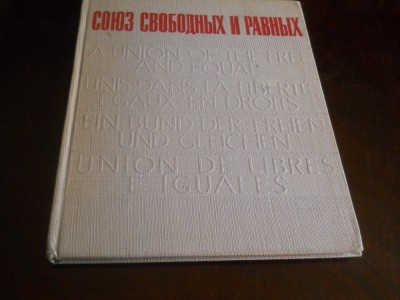 СОЮЗ СВОБОДНЫХ И РАВНЫХ
A UNION OF THE FREE
AND EQUAL
UNIS DANS LA LIBERTÉ
ÉGAUX EN DROITS
EIN BUND DER FREIEN
UND GLEICHEN
UNION DE LIBRES
E IGUALES